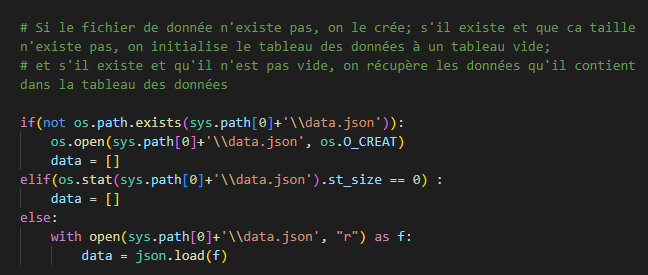 # Si le fichier de donnée n'existe pas, on le crée; s'il existe et que ca taille
n'existe pas, on initialise le tableau des données à un tableau vide;
# et s'il existe et qu'il n'est pas vide, on récupère les données qu'il contient
dans la tableau des données
if(not os.path.exists(sys.path[0]+'\\data.json')):
    os.open(sys.path[0]+'\\data.json', os.O_CREAT)
    data = []
elif(os.stat(sys.path[0]+'\\data.json').st_size == 0) :
    data = []
else:
    with open(sys.path[0]+'\\data.json', "r") as f:
        data = json.load(f)